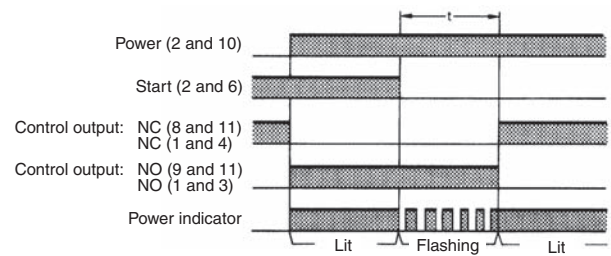 t
Power (2 and 10)
Start (2 and 6)
Control output: NC (8 and 11)
NC (1 and 4)
Control output: NO (9 and 11)
NO (1 and 3)
Power indicator
Lit Flashing Lit